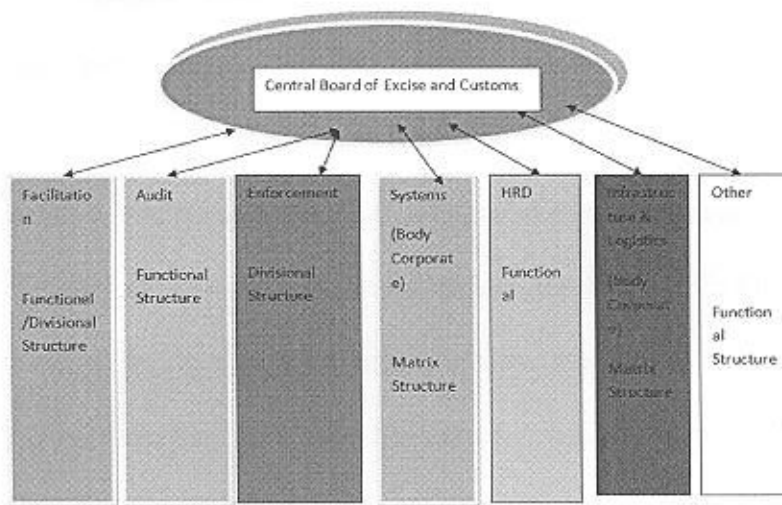 Central Board of Excise and Customs
Facilitatio
n
Functionel
/Divisional
Structure
Audit
Functional
Structure
Enforcement
Divisional
Structure
Systems
(Body
Corporat
e)
Matrix
Structure
HRD
Function
al
Infrastruc
ture &
Logistics
(Body
Corporat
e)
Matrix
Structure
Other
Function
al
Structure